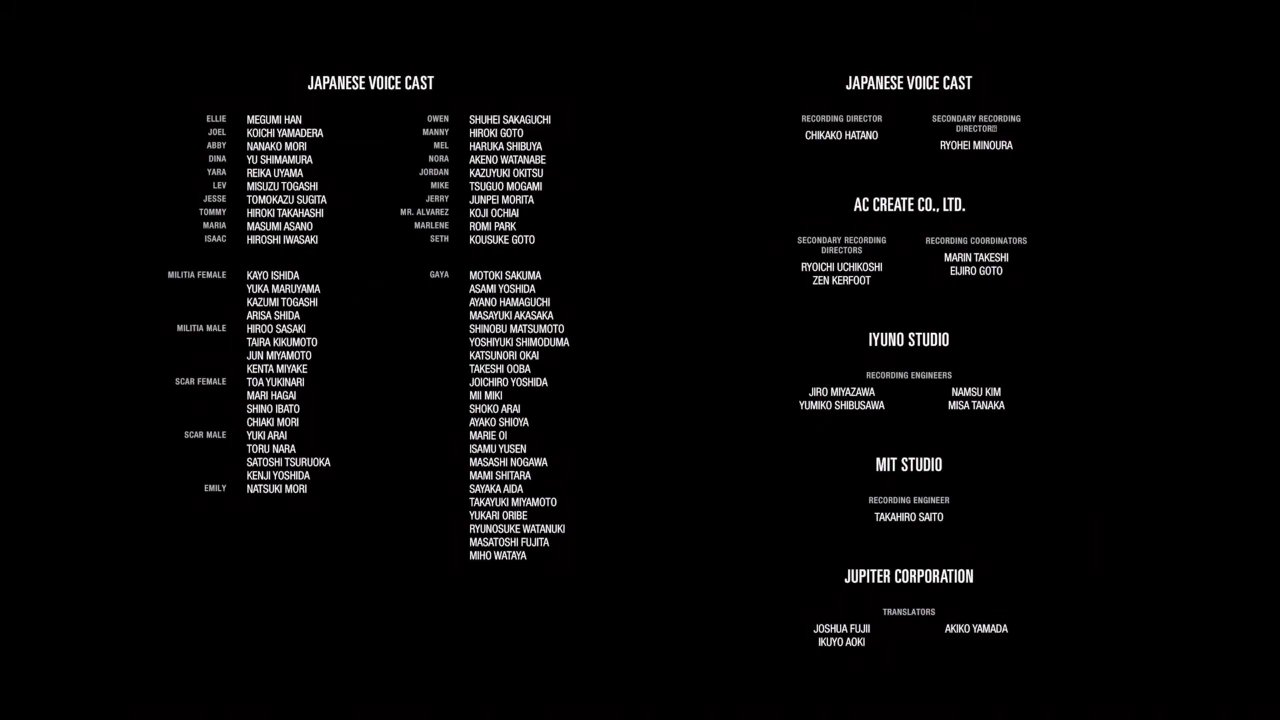 JAPANESE VOICE CAST
ELLIE MEGUMI HAN
JOEL KOICHI YAMADERA
ABBY NANAKO MORI
DINA YU SHIMAMURA
YARA REIKA UYAMA
LEV MISUZU TOGASHI
JESSE TOMOKAZU SUGITA
TOMMY HIROKI TAKAHASHI
MARIA MASUMI ASANO
ISAAC HIROSHI IWASAKI
OWEN SHUHEI SAKAGUCHI
MANNY HIROKI GOTO
MEL HARUKA SHIBUYA
NORA AKENO WATANABE
JORDAN KAZUYUKI OKITSU
MIKE TSUGUO MOGAMI
JERRY JUNPEI MORITA
MR. ALVAREZ KOJI OCHIAI
MARLENE ROMI PARK
SETH KOUSUKE GOTO
MILITIA FEMALE KAYO ISHIDA
YUKA MARUYAMA
KAZUMI TOGASHI
ARISA SHIDA
MILITIA MALE HIROO SASAKI
TAIRA KIKUMOTO
JUN MIYAMOTO
KENTA MIYAKE
SCAR FEMALE TOA YUKINARI
MARI HAGAI
SHINO IBATO
CHIAKI MORI
SCAR MALE YUKI ARAI
TORU NARA
SATOSHI TSURUOKA
KENJI YOSHIDA
EMILY NATSUKI MORI
GAYA MOTOKI SAKUMA
ASAMI YOSHIDA
AYANO HAMAGUCHI
MASAYUKI AKASAKA
SHINOBU MATSUMOTO
YOSHIYUKI SHIMODUMA
KATSUNORI OKAI
TAKESHI OOBA
JOICHIRO YOSHIDA
MII MIKI
SHOKO ARAI
AYAKO SHIOYA
MARIE OI
ISAMU YUSEN
MASASHI NOGAWA
MAMI SHITARA
SAYAKA AIDA
TAKAYUKI MIYAMOTO
YUKARI ORIBE
RYUNOSUKE WATANUKI
MASATOSHI FUJITA
MIHO WATAYA
JAPANESE VOICE CAST
RECORDING DIRECTOR
CHIKAKO HATANO
SECONDARY RECORDING
DIRECTOR
RYOHEI MINOURA
AC CREATE CO., LTD.
SECONDARY RECORDING
DIRECTORS
RYOICHI UCHIKOSHI
ZEN KERFOOT
RECORDING COORDINATORS
MARIN TAKESHI
EIJIRO GOTO
IYUNO STUDIO
RECORDING ENGINEERS
JIRO MIYAZAWA
YUMIKO SHIBUSAWA
NAMSU KIM
MISA TANAKA
MIT STUDIO
RECORDING ENGINEER
TAKAHIRO SAITO
JUPITER CORPORATION
TRANSLATORS
JOSHUA FUJII
IKUYO AOKI
AKIKO YAMADA